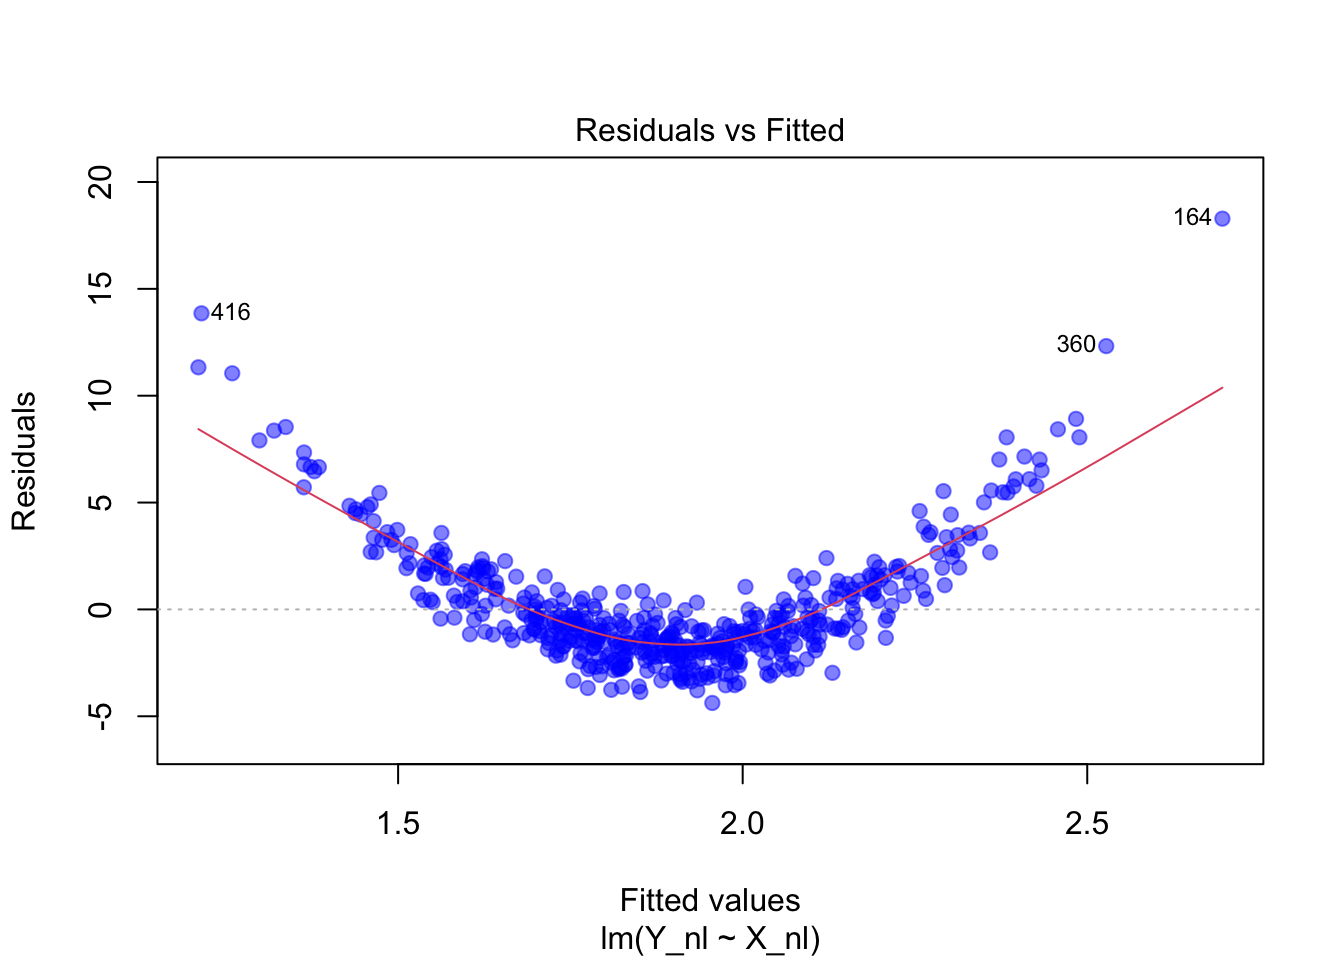 Residuals vs Fitted
Residuals
20
15
10
5
0
-5
164
416
360
1.5 2.0 2.5
Fitted values
lm(Y_nl ~ X_nl)